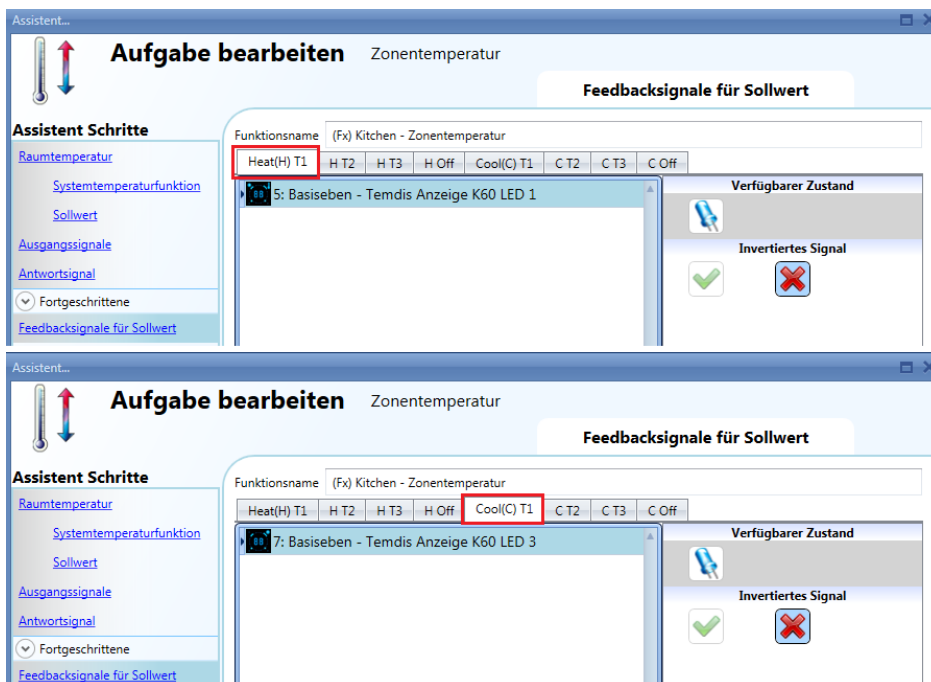 Assistent...
Aufgabe bearbeiten Zonentemperatur
Feedbacksignale für Sollwert
Assistent Schritte
Raumtemperatur
Systemtemperaturfunktion
Sollwert
Ausgangssignale
Antwortsignal
Fortgeschrittene
Feedbacksignale für Sollwert
Funktionsname (Fx) Kitchen - Zonentemperatur
Heat(H) T1 H T2 H T3 H Off Cool(C) T1 C T2 C T3 C Off
5: Basiseben - Temdis Anzeige K60 LED 1
Verfügbarer Zustand
Invertiertes Signal
Assistent...
Aufgabe bearbeiten Zonentemperatur
Feedbacksignale für Sollwert
Assistent Schritte
Raumtemperatur
Systemtemperaturfunktion
Sollwert
Ausgangssignale
Antwortsignal
Fortgeschrittene
Feedbacksignale für Sollwert
Funktionsname (Fx) Kitchen - Zonentemperatur
Heat(H) T1 H T2 H T3 H Off Cool(C) T1 C T2 C T3 C Off
7: Basiseben - Temdis Anzeige K60 LED 3
Verfügbarer Zustand
Invertiertes Signal